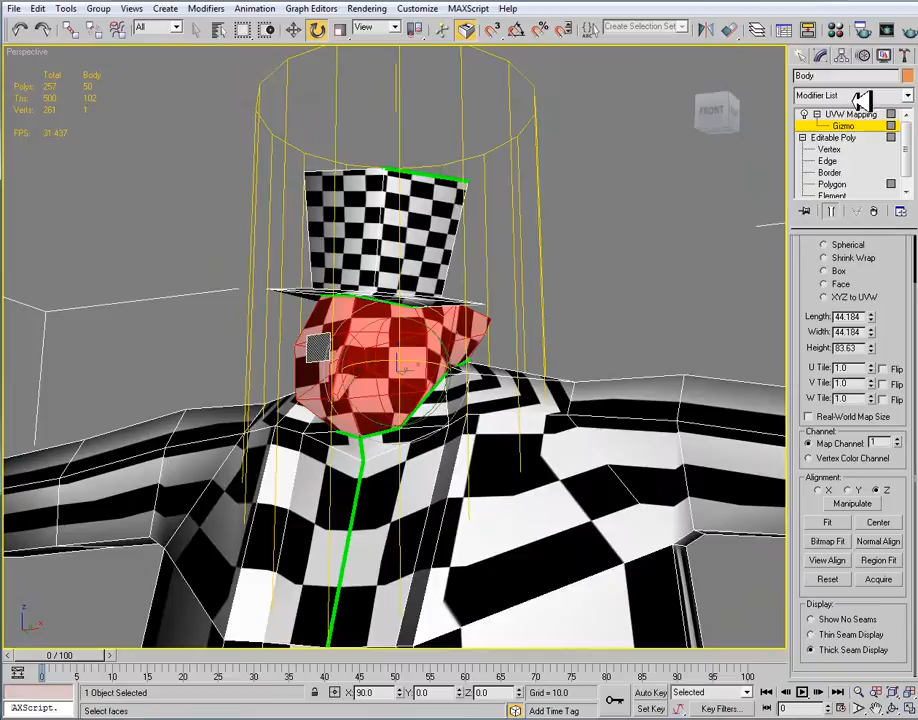 File Edit Tools Group Views Create Modifiers Animation Graph Editors Rendering Customize MAXScript Help
All View Create Selection Set
Perspective
Total Body
Polys: 257 50
Tris: 500 102
Verts: 261 1
FPS: 31.437
FRONT
Body
Modifier List
UVW Mapping
Gizmo
Editable Poly
Vertex
Edge
Border
Polygon
Element
Spherical
Shrink Wrap
Box
Face
XYZ to UVW
Length: 44.184
Width: 44.184
Height: 83.63
U Tile: 1.0 Flip
V Tile: 1.0 Flip
W Tile: 1.0 Flip
Real-World Map Size
Channel:
Map Channel: 1
Vertex Color Channel
Alignment:
X Y Z
Manipulate
Fit Center
Bitmap Fit Normal Align
View Align Region Fit
Reset Acquire
Display:
Show No Seams
Thin Seam Display
Thick Seam Display
z x
0 / 100
0 5 10 15 20 25 30 35 40 45 50 55 60 65 70 75 80 85 90 95 100
1 Object Selected X: 90.0 Y: 0.0 Z: 0.0 Grid = 10.0 Auto Key Selected
'AXScript. Select faces Add Time Tag Set Key Key Filters... 0